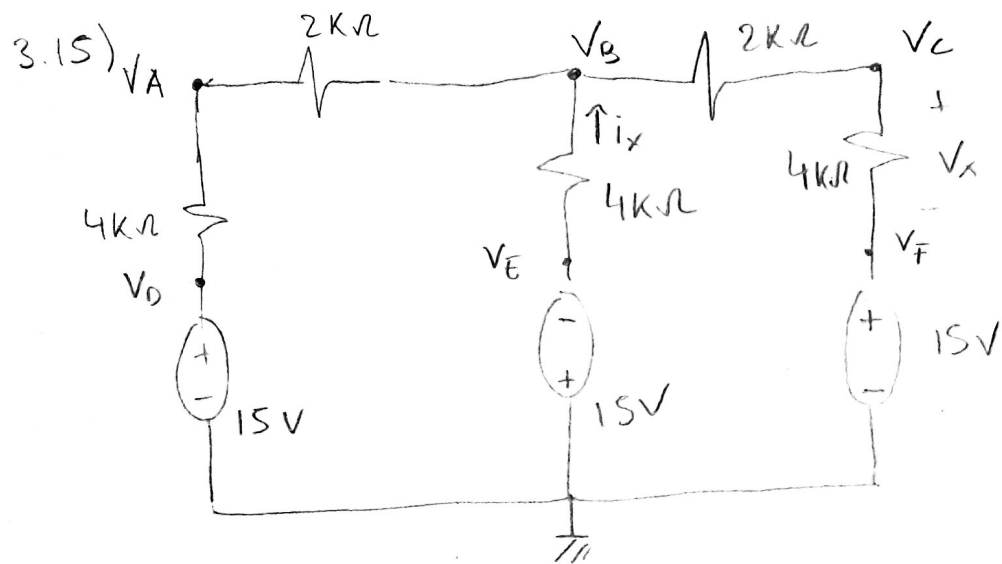 3.15)
VA
2KΩ
VB
2KΩ
VC
4KΩ
↑ix
4KΩ
4KΩ
+
Vx
-
VD
VE
VF
+
-
15V
-
+
15V
+
-
15V